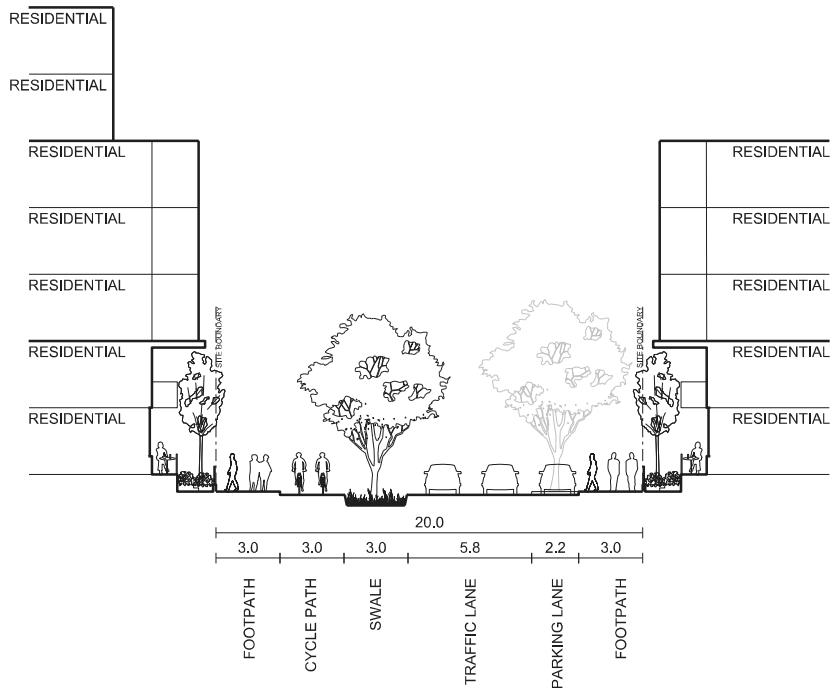 RESIDENTIAL
RESIDENTIAL
RESIDENTIAL
RESIDENTIAL
RESIDENTIAL
RESIDENTIAL
RESIDENTIAL
RESIDENTIAL
RESIDENTIAL
RESIDENTIAL
RESIDENTIAL
RESIDENTIAL
SITE BOUNDARY
SITE BOUNDARY
20.0
3.0 3.0 3.0 5.8 2.2 3.0
FOOTPATH
CYCLE PATH
SWALE
TRAFFIC LANE
PARKING LANE
FOOTPATH